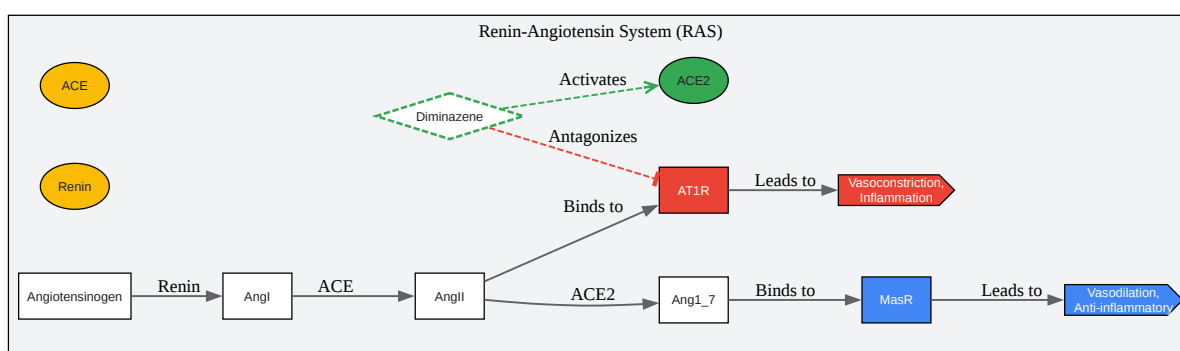 Renin-Angiotensin System (RAS)
ACE
Activates
ACE2
Diminazene
Antagonizes
Renin
AT1R
Leads to
Vasoconstriction,
Inflammation
Binds to
Angiotensinogen
Renin
AngI
ACE
AngII
ACE2
Ang1_7
Binds to
MasR
Leads to
Vasodilation,
Anti-inflammatory